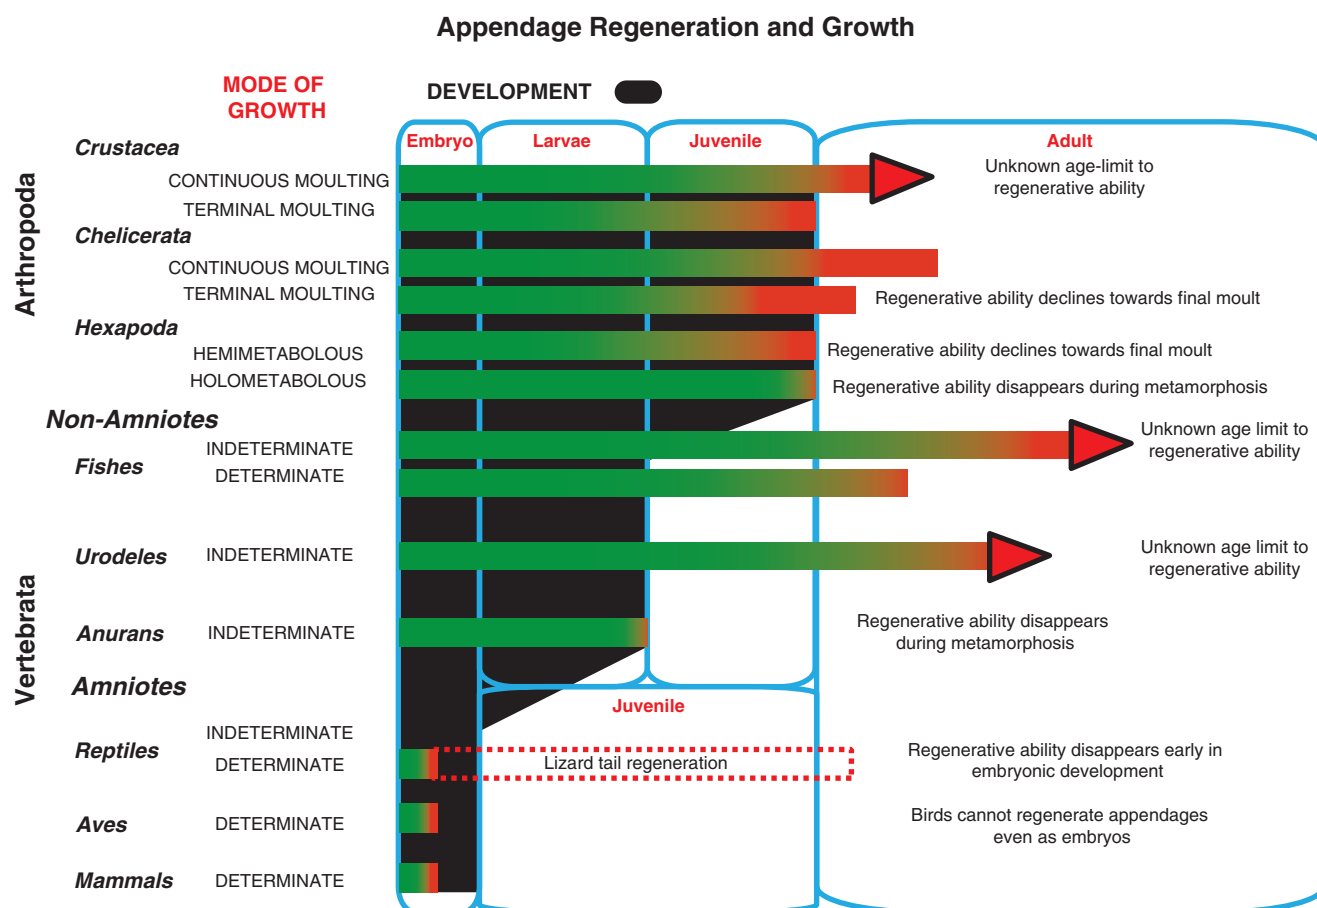 Appendage Regeneration and Growth
MODE OF
GROWTH
DEVELOPMENT
Embryo
Larvae
Juvenile
Adult
Arthropoda
Crustacea
CONTINUOUS MOULTING
Unknown age-limit to
regenerative ability
TERMINAL MOULTING
Chelicerata
CONTINUOUS MOULTING
TERMINAL MOULTING
Regenerative ability declines towards final moult
Hexapoda
HEMIMETABOLOUS
Regenerative ability declines towards final moult
HOLOMETABOLOUS
Regenerative ability disappears during metamorphosis
Vertebrata
Non-Amniotes
Fishes
INDETERMINATE
Unknown age limit to
regenerative ability
DETERMINATE
Urodeles
INDETERMINATE
Unknown age limit to
regenerative ability
Anurans
INDETERMINATE
Regenerative ability disappears
during metamorphosis
Amniotes
Juvenile
Reptiles
INDETERMINATE
DETERMINATE
Lizard tail regeneration
Regenerative ability disappears early in
embryonic development
Aves
DETERMINATE
Birds cannot regenerate appendages
even as embryos
Mammals
DETERMINATE